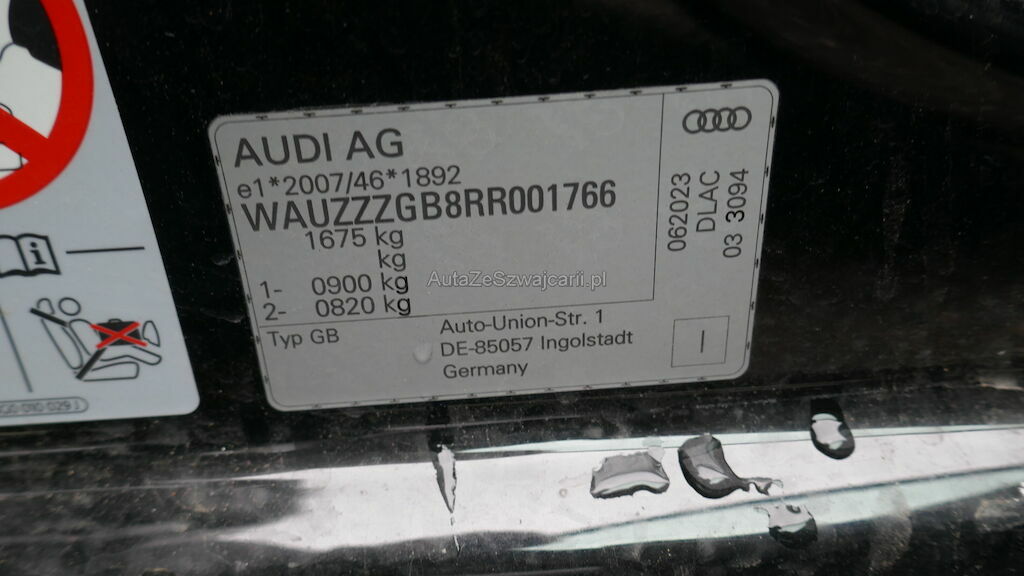 AUDI AG
e1*2007/46*1892
WAUZZZGB8RR001766
1675 kg
kg
1- 0900 kg
2- 0820 kg
Typ GB
Auto-Union-Str. 1
DE-85057 Ingolstadt
Germany
062023
DLAC
03 3094
I
AutaZeSzwajcarii.pl